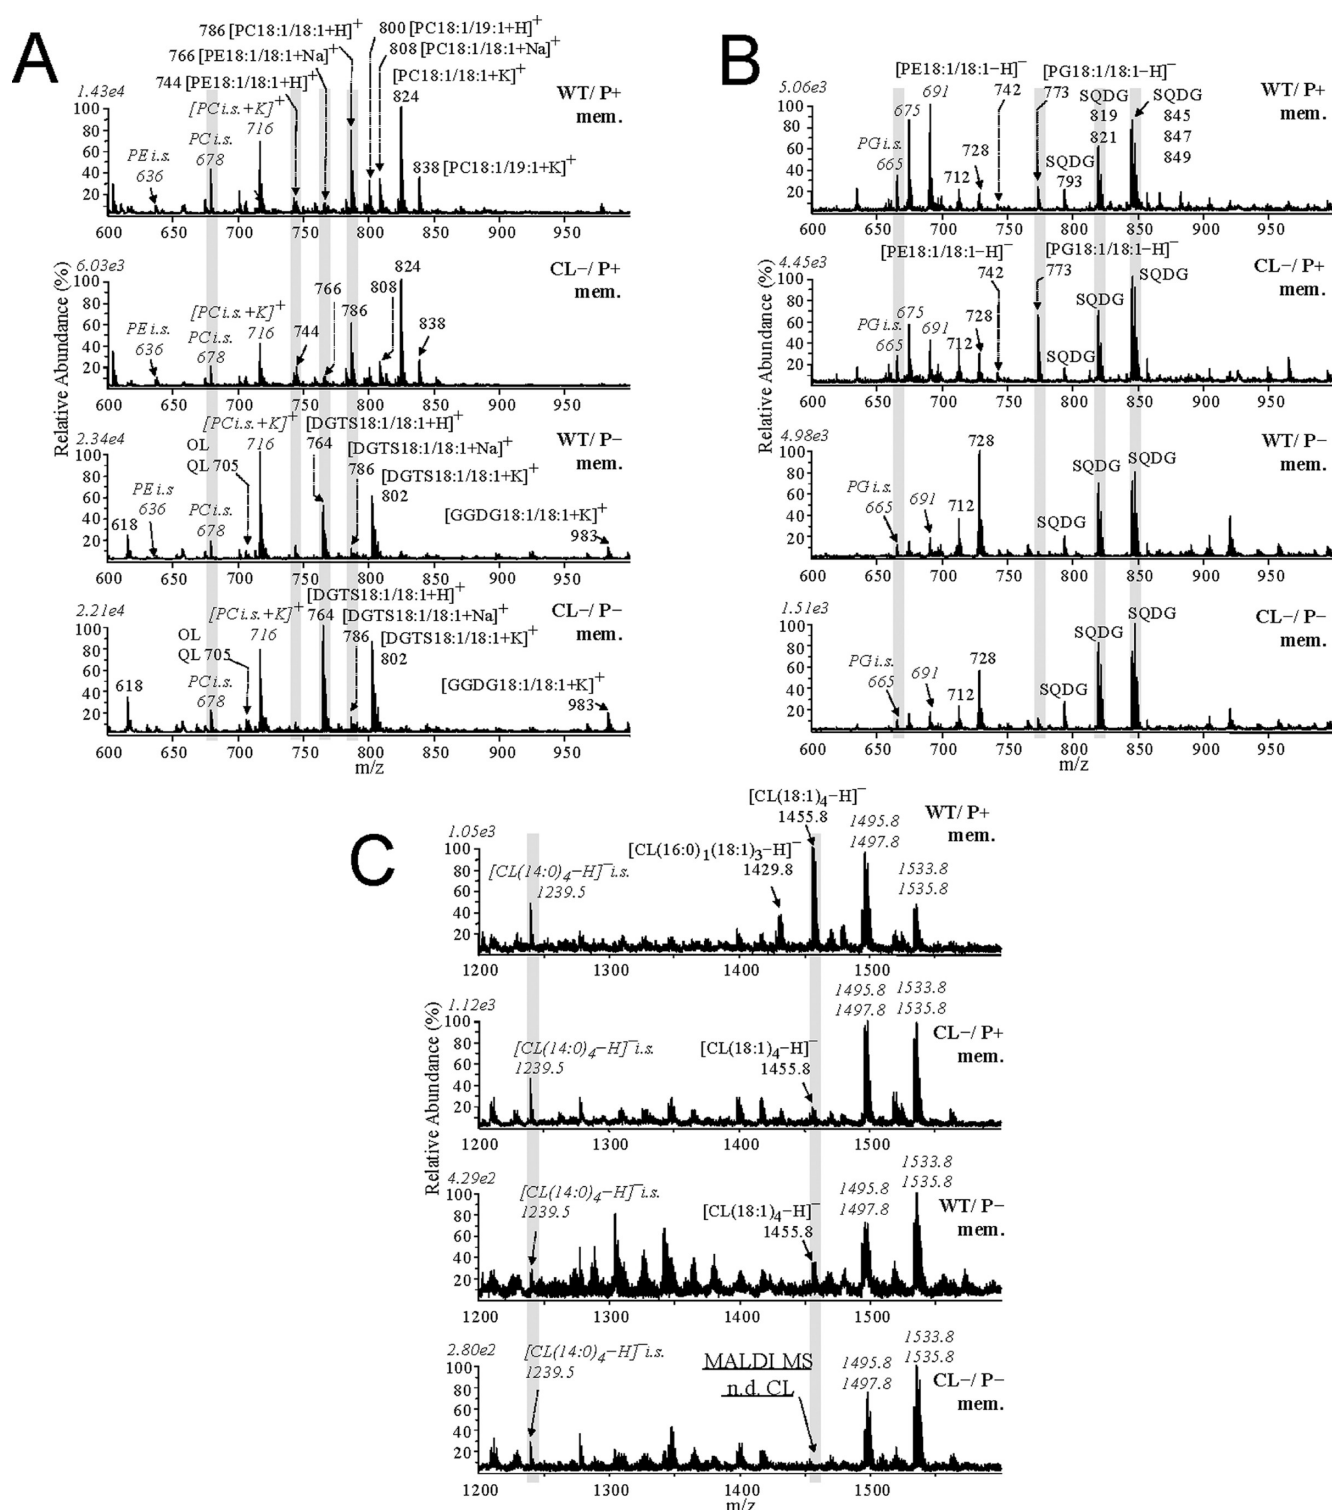 A
786 [PC18:1/18:1+H]+
800 [PC18:1/19:1+H]+
766 [PE18:1/18:1+Na]+
808 [PC18:1/18:1+Na]+
744 [PE18:1/18:1+H]+
[PC18:1/18:1+K]+
1.43e4
[PC i.s.+K]+
824
WT/ P+
mem.
716
PC i.s.
678
PE i.s.
636
838 [PC18:1/19:1+K]+
100
80
60
40
20
600 650 700 750 800 850 900 950
Relative Abundance (%)
6.03e3
824
CL−/ P+
mem.
[PC i.s.+K]+
766
808
716
786
PC i.s.
678
744
838
PE i.s.
636
100
80
60
40
20
600 650 700 750 800 850 900 950
2.34e4
[PC i.s.+K]+
[DGTS18:1/18:1+H]+
WT/ P−
mem.
716
764
[DGTS18:1/18:1+Na]+
OL
QL 705
786
[DGTS18:1/18:1+K]+
802
PE i.s
636
PC i.s.
678
618
[GGDG18:1/18:1+K]+
983
100
80
60
40
20
600 650 700 750 800 850 900 950
[DGTS18:1/18:1+H]+
2.21e4
[PC i.s.+K]+
764
[DGTS18:1/18:1+Na]+
CL−/ P−
mem.
716
786
[DGTS18:1/18:1+K]+
802
OL
QL 705
PC i.s.
678
618
[GGDG18:1/18:1+K]+
983
100
80
60
40
20
600 650 700 750 800 850 900 950
m/z
B
[PE18:1/18:1−H]−
[PG18:1/18:1−H]−
5.06e3
691
742
773
SQDG
819
821
SQDG
845
847
849
WT/ P+
mem.
675
PG i.s.
665
728
712
SQDG
793
100
80
60
40
20
600 650 700 750 800 850 900 950
Relative Abundance (%)
4.45e3
[PE18:1/18:1−H]−
[PG18:1/18:1−H]−
CL−/ P+
mem.
742
773
SQDG
SQDG
675
PG i.s.
665
691
728
712
SQDG
100
80
60
40
20
600 650 700 750 800 850 900 950
4.98e3
728
WT/ P−
mem.
SQDG
SQDG
PG i.s.
665
691
712
SQDG
100
80
60
40
20
600 650 700 750 800 850 900 950
1.51e3
CL−/ P−
mem.
SQDG
SQDG
PG i.s.
665
691
728
712
SQDG
100
80
60
40
20
600 650 700 750 800 850 900 950
m/z
C
[CL(18:1)4−H]−
1455.8
WT/ P+
mem.
1.05e3
1495.8
1497.8
[CL(16:0)1(18:1)3−H]−
1429.8
[CL(14:0)4−H]−i.s.
1239.5
1533.8
1535.8
100
80
60
40
20
1200 1300 1400 1500
Relative Abundance (%)
1.12e3
1495.8
1497.8
1533.8
1535.8
CL−/ P+
mem.
[CL(14:0)4−H]−i.s.
1239.5
[CL(18:1)4−H]−
1455.8
100
80
60
40
20
1200 1300 1400 1500
4.29e2
[CL(14:0)4−H]−i.s.
1239.5
[CL(18:1)4−H]−
1455.8
1495.8
1497.8
1533.8
1535.8
WT/ P−
mem.
100
80
60
40
20
1200 1300 1400 1500
2.80e2
[CL(14:0)4−H]−i.s.
1239.5
MALDI MS
n.d. CL
1495.8
1497.8
1533.8
1535.8
CL−/ P−
mem.
100
80
60
40
20
1200 1300 1400 1500
m/z